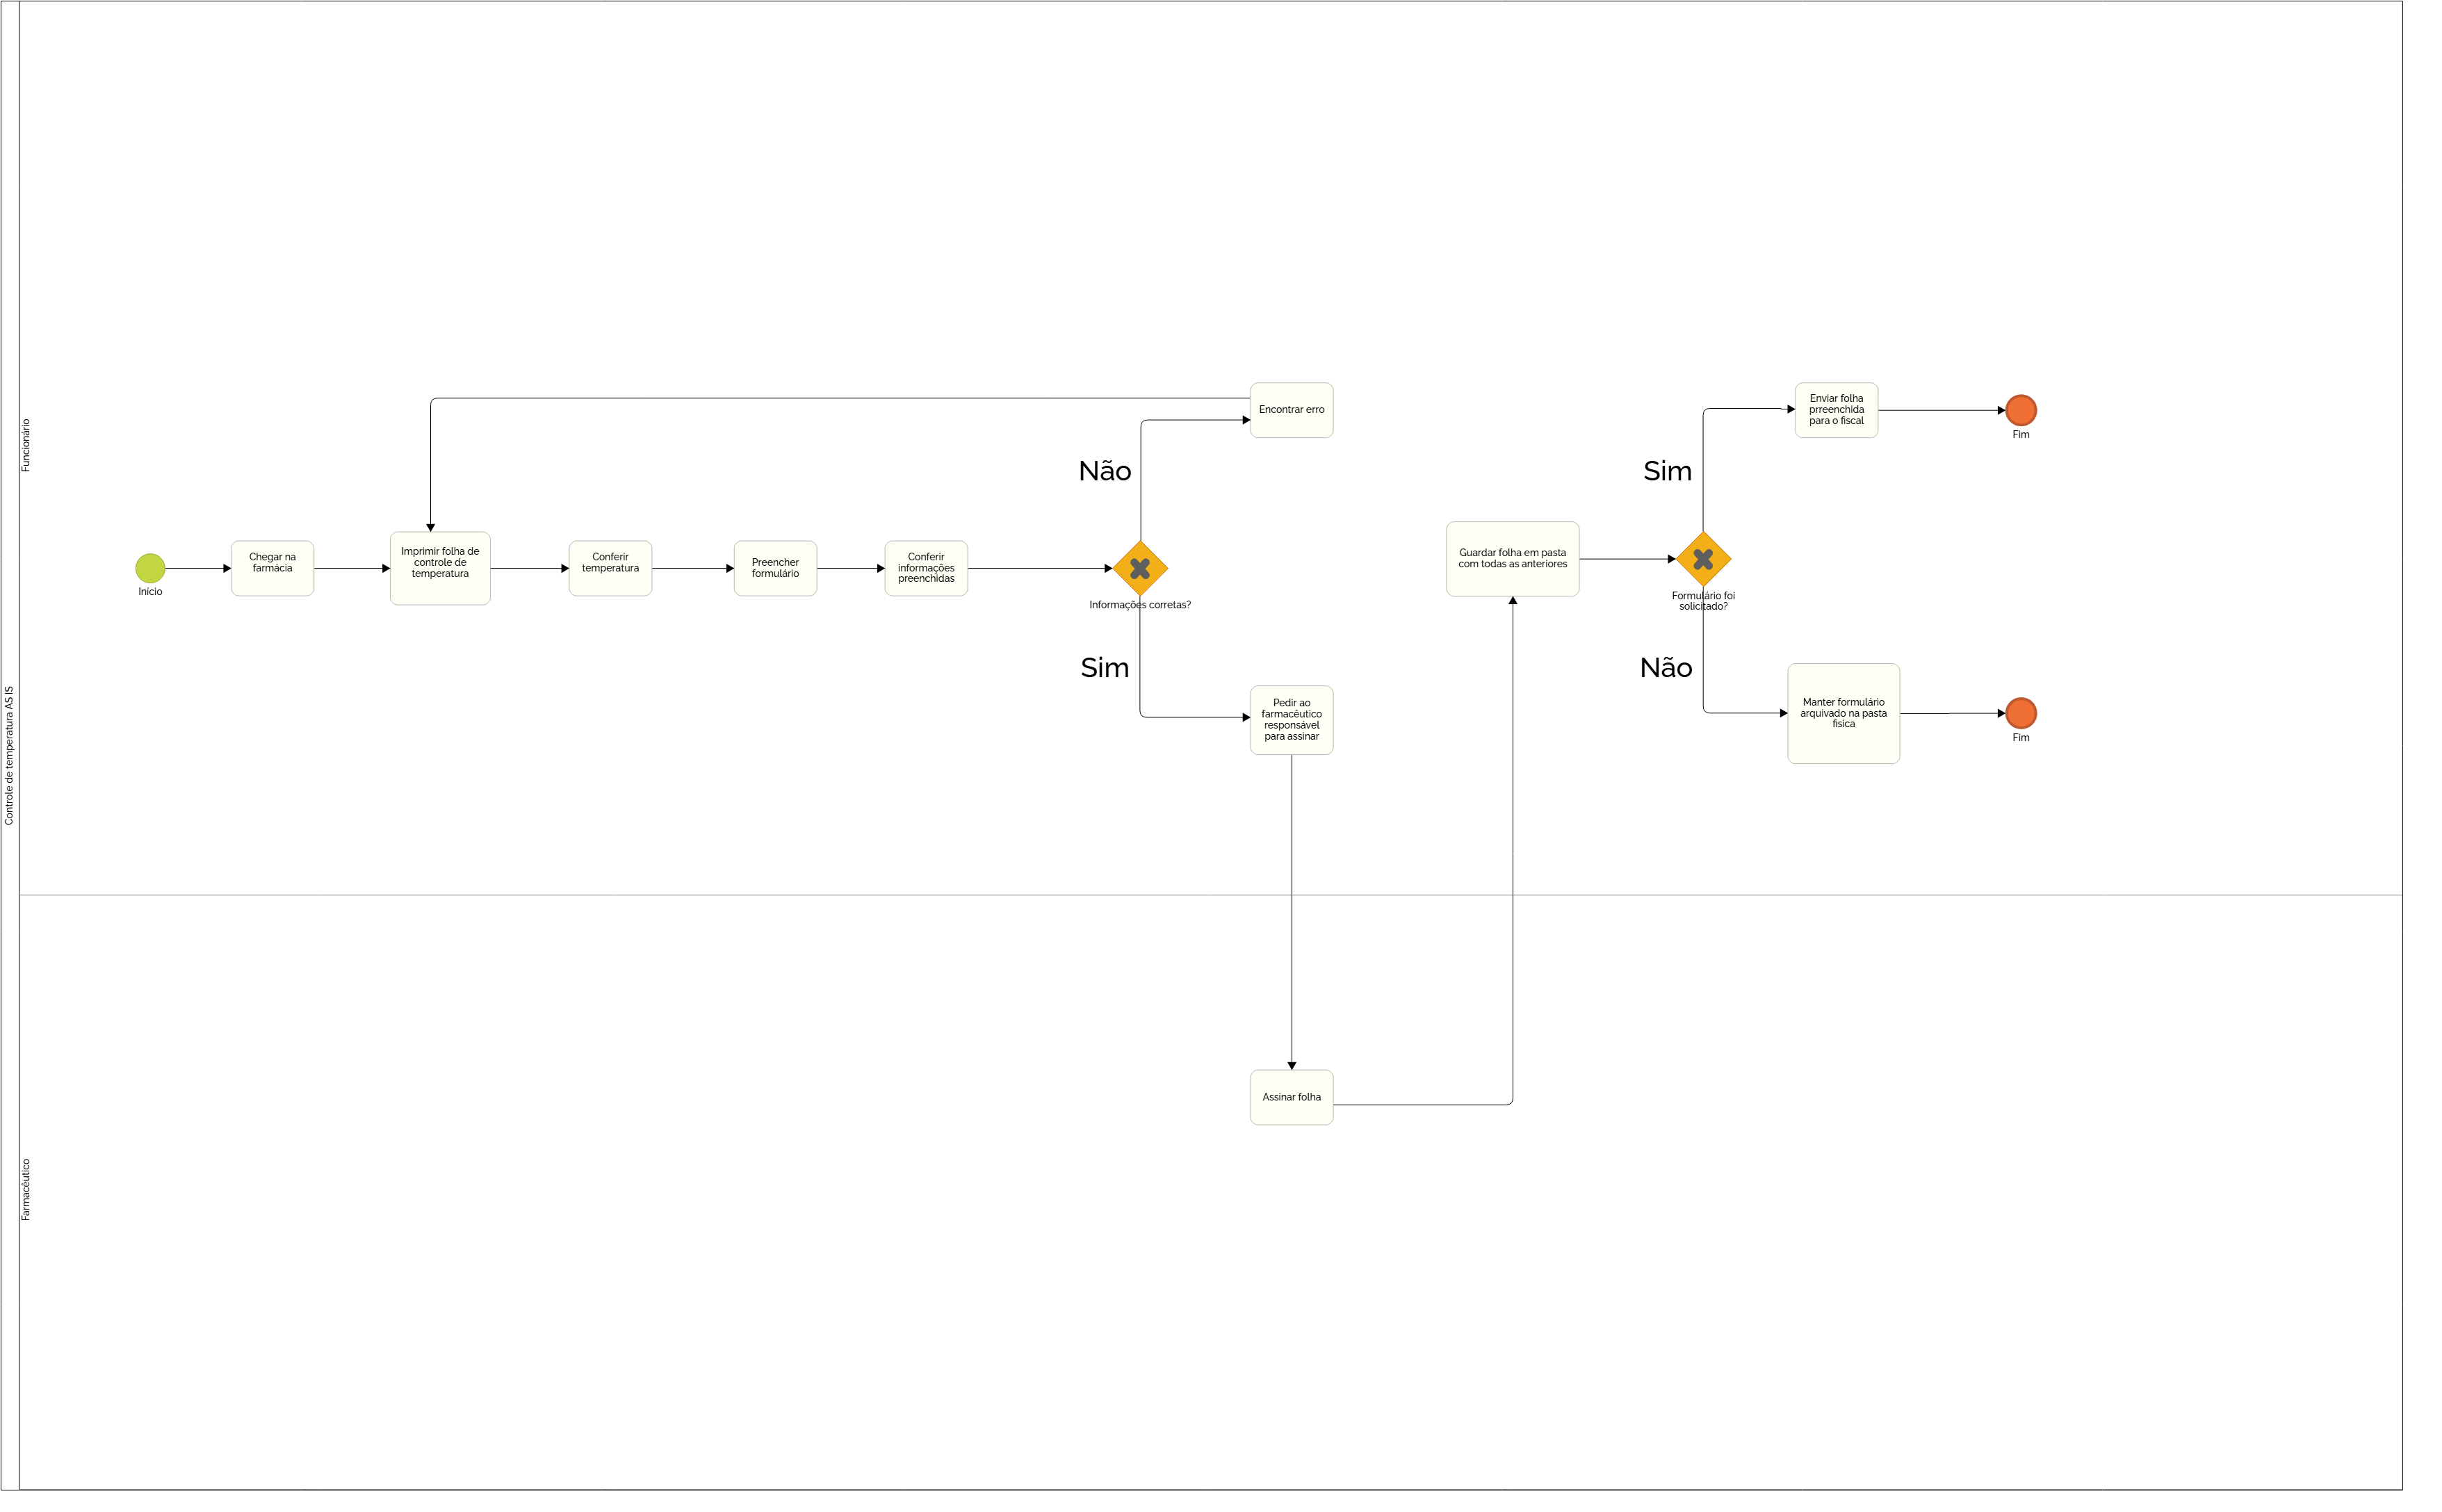 Controle de temperatura AS IS
Funcionário
Início
Chegar na
farmácia
Imprimir folha de
controle de
temperatura
Conferir
temperatura
Preencher
formulário
Conferir
informações
preenchidas
Informações corretas?
Não
Encontrar erro
Sim
Pedir ao
farmacêutico
responsável
para assinar
Guardar folha em pasta
com todas as anteriores
Formulário foi
solicitado?
Sim
Enviar folha
prreenchida
para o fiscal
Fim
Não
Manter formulário
arquivado na pasta
fisica
Fim
Farmacêutico
Assinar folha